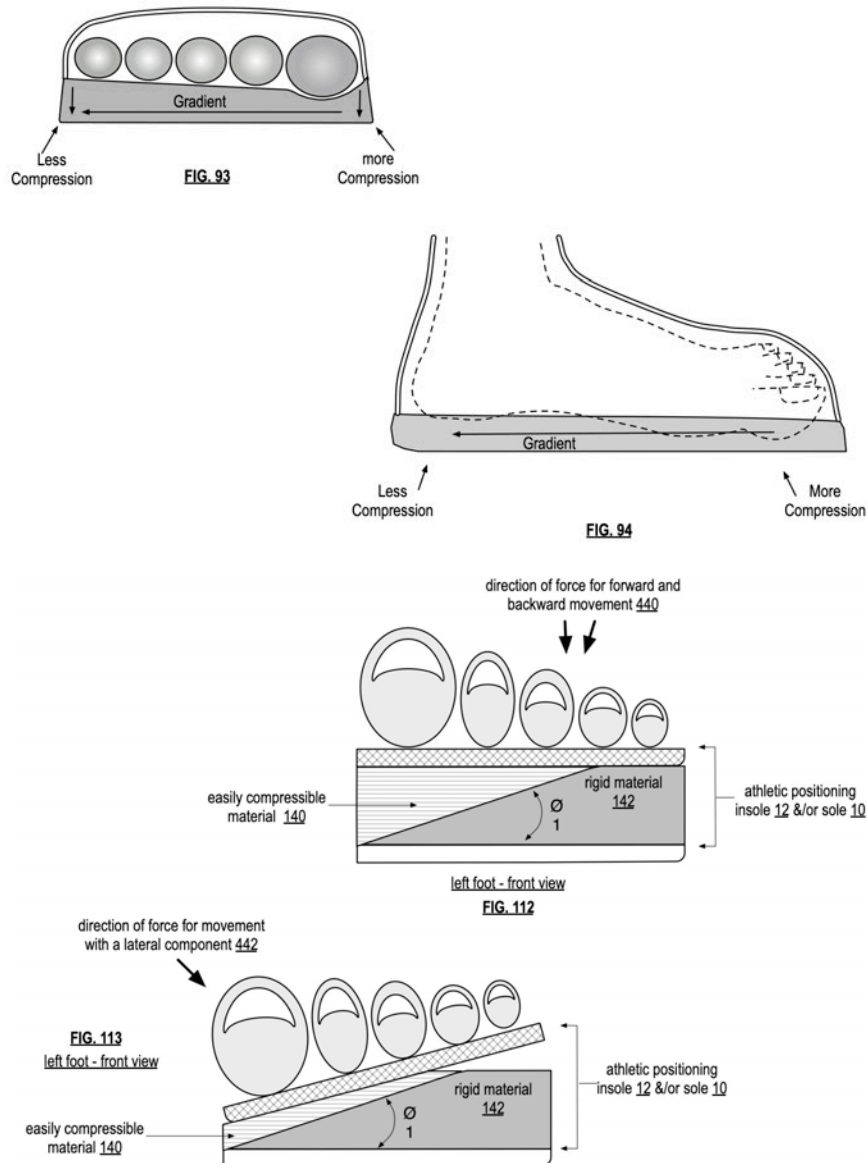 Gradient
Less
Compression
more
Compression
FIG. 93
Gradient
Less
Compression
More
Compression
FIG. 94
direction of force for forward and
backward movement 440
easily compressible
material 140
rigid material
142
Ø
1
athletic positioning
insole 12 &/or sole 10
left foot - front view
FIG. 112
direction of force for movement
with a lateral component 442
FIG. 113
left foot - front view
rigid material
142
Ø
1
athletic positioning
insole 12 &/or sole 10
easily compressible
material 140